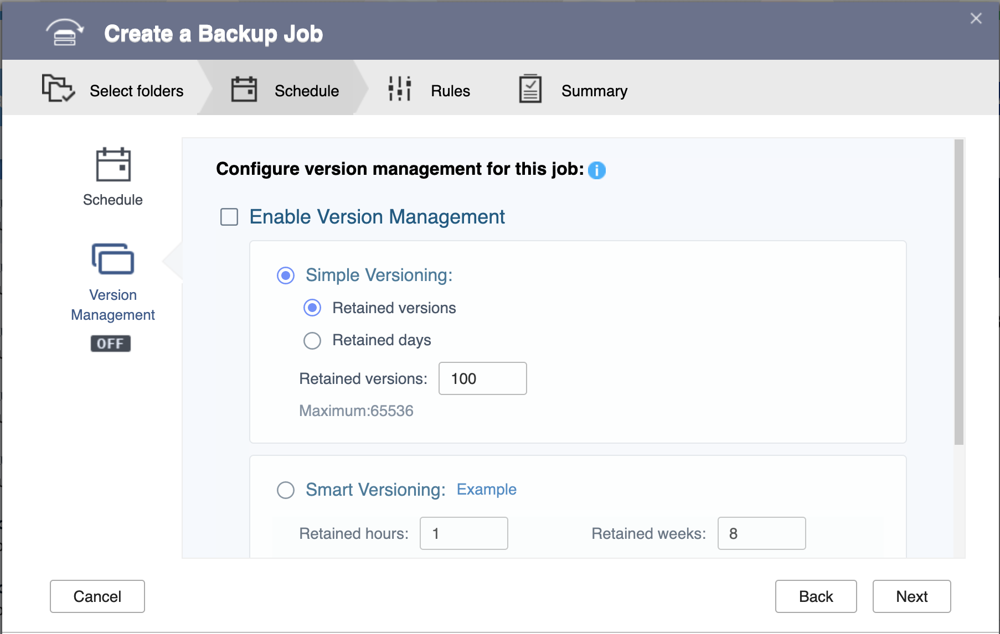 Create a Backup Job
Select folders
Schedule
Rules
Summary
Schedule
Version
Management
OFF
Configure version management for this job:
Enable Version Management
Simple Versioning:
Retained versions
Retained days
Retained versions: 100
Maximum:65536
Smart Versioning: Example
Retained hours: 1
Retained weeks: 8
Cancel
Back
Next